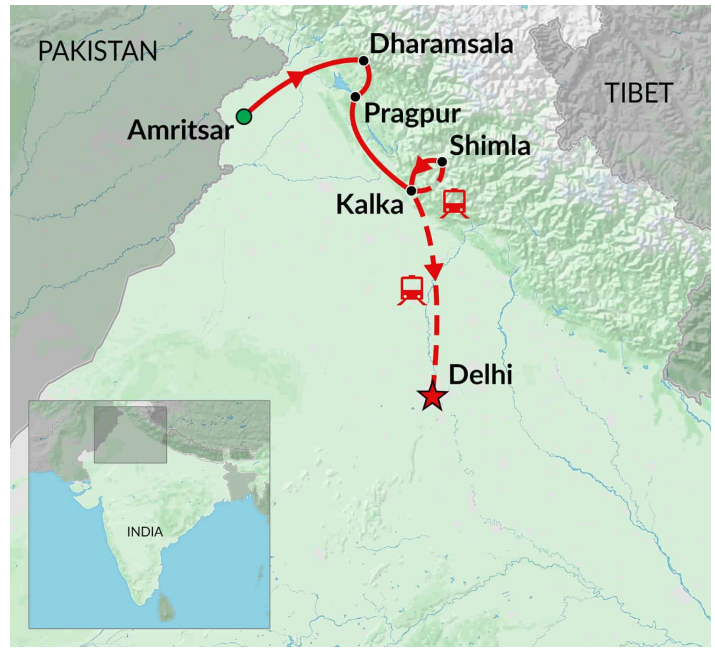 PAKISTAN
Dharamsala
TIBET
Pragpur
Amritsar
Shimla
Kalka
Delhi
INDIA